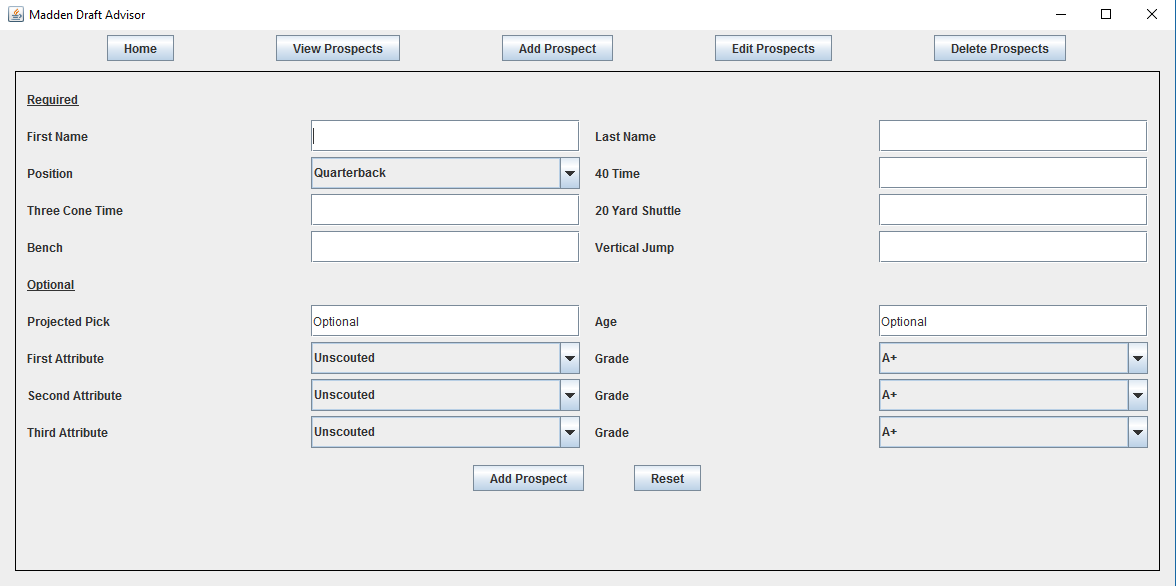 Madden Draft Advisor
Home View Prospects Add Prospect Edit Prospects Delete Prospects
Required
First Name Last Name
Position Quarterback 40 Time
Three Cone Time 20 Yard Shuttle
Bench Vertical Jump
Optional
Projected Pick Optional Age Optional
First Attribute Unscouted Grade A+
Second Attribute Unscouted Grade A+
Third Attribute Unscouted Grade A+
Add Prospect Reset